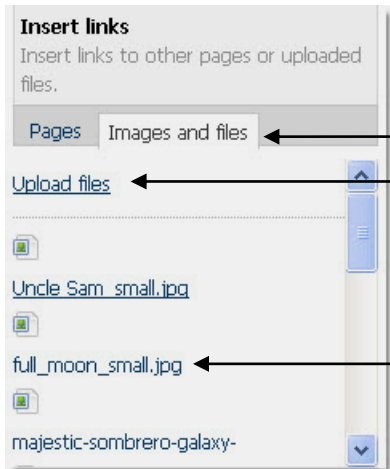 Insert links
Insert links to other pages or uploaded
files.
Pages Images and files
Upload files
Uncle Sam_small.jpg
full_moon_small.jpg
majestic-sombrero-galaxy-